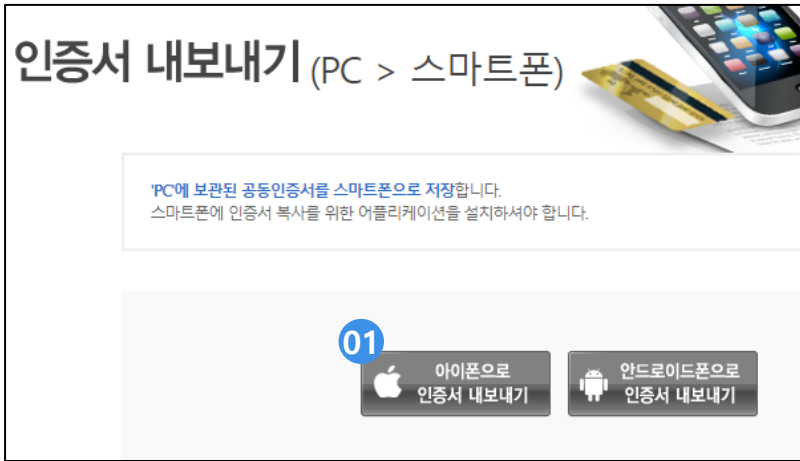 인증서 내보내기 (PC > 스마트폰)
'PC'에 보관된 공동인증서를 스마트폰으로 저장합니다.
스마트폰에 인증서 복사를 위한 어플리케이션을 설치하셔야 합니다.
01
아이폰으로
인증서 내보내기
안드로이드폰으로
인증서 내보내기